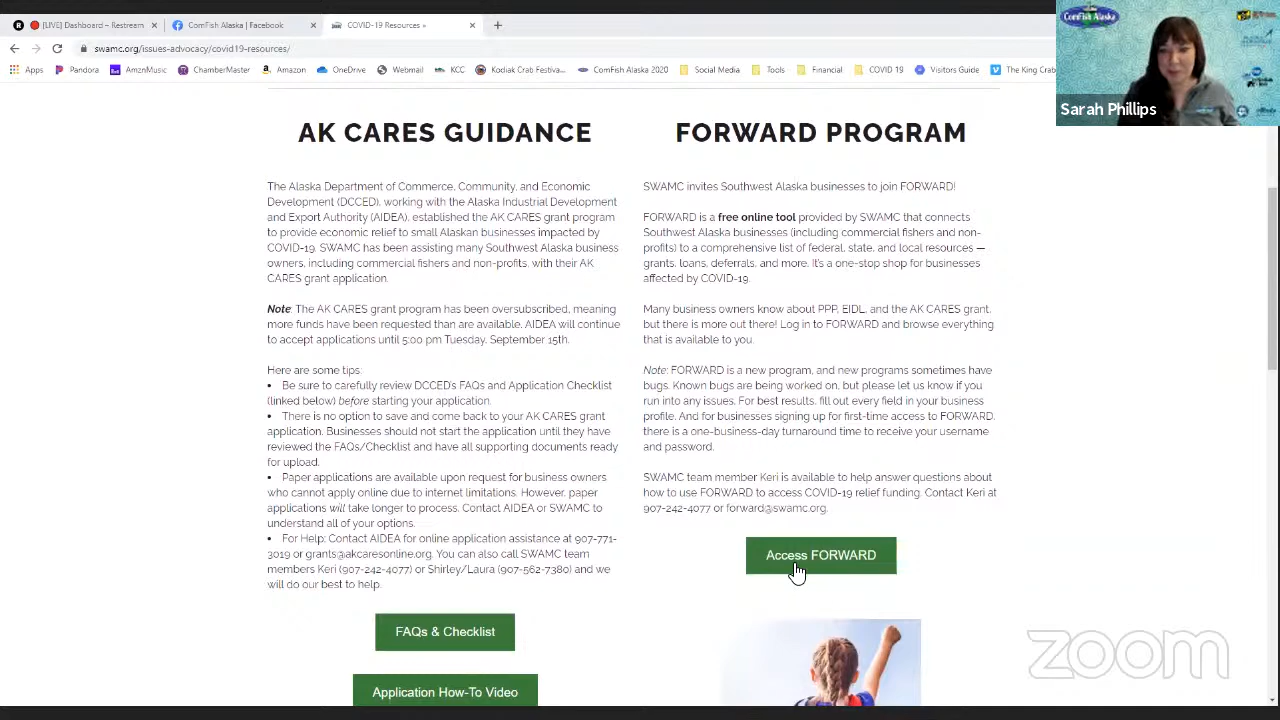 [LIVE] Dashboard – Restream
ComFish Alaska | Facebook
COVID-19 Resources »
swamc.org/issues-advocacy/covid19-resources/
Apps
Pandora
AmznMusic
ChamberMaster
Amazon
OneDrive
Webmail
KCC
Kodiak Crab Festiva...
ComFish Alaska 2020
Social Media
Tools
Financial
COVID 19
Visitors Guide
The King Crab
ComFish Alaska
Sarah Phillips
AK CARES GUIDANCE
The Alaska Department of Commerce, Community, and Economic
Development (DCCED), working with the Alaska Industrial Development
and Export Authority (AIDEA), established the AK CARES grant program
to provide economic relief to small Alaskan businesses impacted by
COVID-19. SWAMC has been assisting many Southwest Alaska business
owners, including commercial fishers and non-profits, with their AK
CARES grant application.
Note: The AK CARES grant program has been oversubscribed, meaning
more funds have been requested than are available. AIDEA will continue
to accept applications until 5:00 pm Tuesday, September 15th.
Here are some tips:
• Be sure to carefully review DCCED's FAQs and Application Checklist
(linked below) before starting your application.
• There is no option to save and come back to your AK CARES grant
application. Businesses should not start the application until they have
reviewed the FAQs/Checklist and have all supporting documents ready
for upload.
• Paper applications are available upon request for business owners
who cannot apply online due to internet limitations. However, paper
applications will take longer to process. Contact AIDEA or SWAMC to
understand all of your options.
• For Help: Contact AIDEA for online application assistance at 907-771-
3019 or grants@akcaresonline.org. You can also call SWAMC team
members Keri (907-242-4077) or Shirley/Laura (907-562-7380) and we
will do our best to help.
FAQs & Checklist
Application How-To Video
FORWARD PROGRAM
SWAMC invites Southwest Alaska businesses to join FORWARD!
FORWARD is a free online tool provided by SWAMC that connects
Southwest Alaska businesses (including commercial fishers and non-
profits) to a comprehensive list of federal, state, and local resources —
grants, loans, deferrals, and more. It's a one-stop shop for businesses
affected by COVID-19.
Many business owners know about PPP, EIDL, and the AK CARES grant,
but there is more out there! Log in to FORWARD and browse everything
that is available to you.
Note: FORWARD is a new program, and new programs sometimes have
bugs. Known bugs are being worked on, but please let us know if you
run into any issues. For best results, fill out every field in your business
profile. And for businesses signing up for first-time access to FORWARD,
there is a one-business-day turnaround time to receive your username
and password.
SWAMC team member Keri is available to help answer questions about
how to use FORWARD to access COVID-19 relief funding. Contact Keri at
907-242-4077 or forward@swamc.org.
Access FORWARD
zoom